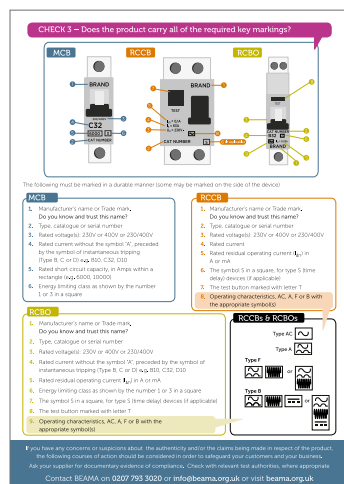 CHECK 3 – Does the product carry all of the required key markings?
MCB
RCCB
RCBO
BRAND
C32
CAT NUMBER
BRAND
TEST
CAT NUMBER
CAT NUMBER
B32
BRAND
The following must be marked in a durable manner (some may be marked on the side of the device)
MCB
1. Manufacturer's name or Trade mark.
Do you know and trust this name?
2. Type, catalogue or serial number
3. Rated voltage(s): 230V or 400V or 230/400V
4. Rated current without the symbol "A", preceded
by the symbol of instantaneous tripping
(Type B, C or D) e.g. B10, C32, D10
5. Rated short circuit capacity, in Amps within a
rectangle (e.g. 6000, 10000)
6. Energy limiting class as shown by the number
1 or 3 in a square
RCCB
1. Manufacturer's name or Trade mark.
Do you know and trust this name?
2. Type, catalogue or serial number
3. Rated voltage(s): 230V or 400V or 230/400V
4. Rated current
5. Rated residual operating current (IΔn) in
A or mA
6. The symbol S in a square, for type S (time
delay) devices (if applicable)
7. The test button marked with letter T
8. Operating characteristics, AC, A, F or B with
the appropriate symbol(s)
RCBO
1. Manufacturer's name or Trade mark.
Do you know and trust this name?
2. Type, catalogue or serial number
3. Rated voltage(s): 230V or 400V or 230/400V
4. Rated current without the symbol "A", preceded by the symbol of
instantaneous tripping (Type B, C or D) e.g. B10, C32, D10
5. Rated residual operating current (IΔn) in A or mA
6. Energy limiting class as shown by the number 1 or 3 in a square
7. The symbol S in a square, for type S (time delay) devices (if applicable)
8. The test button marked with letter T
9. Operating characteristics, AC, A, F or B with the
appropriate symbol(s)
RCCBs & RCBOs
Type AC
Type A
Type F
or
Type B
or
or
If you have any concerns or suspicions about the authenticity and/or the claims being made in respect of the product,
the following courses of action should be considered in order to safeguard your customers and your business.
Ask your supplier for documentary evidence of compliance. Check with relevant test authorities, where appropriate
Contact BEAMA on 0207 793 3020 or info@beama.org.uk or visit beama.org.uk